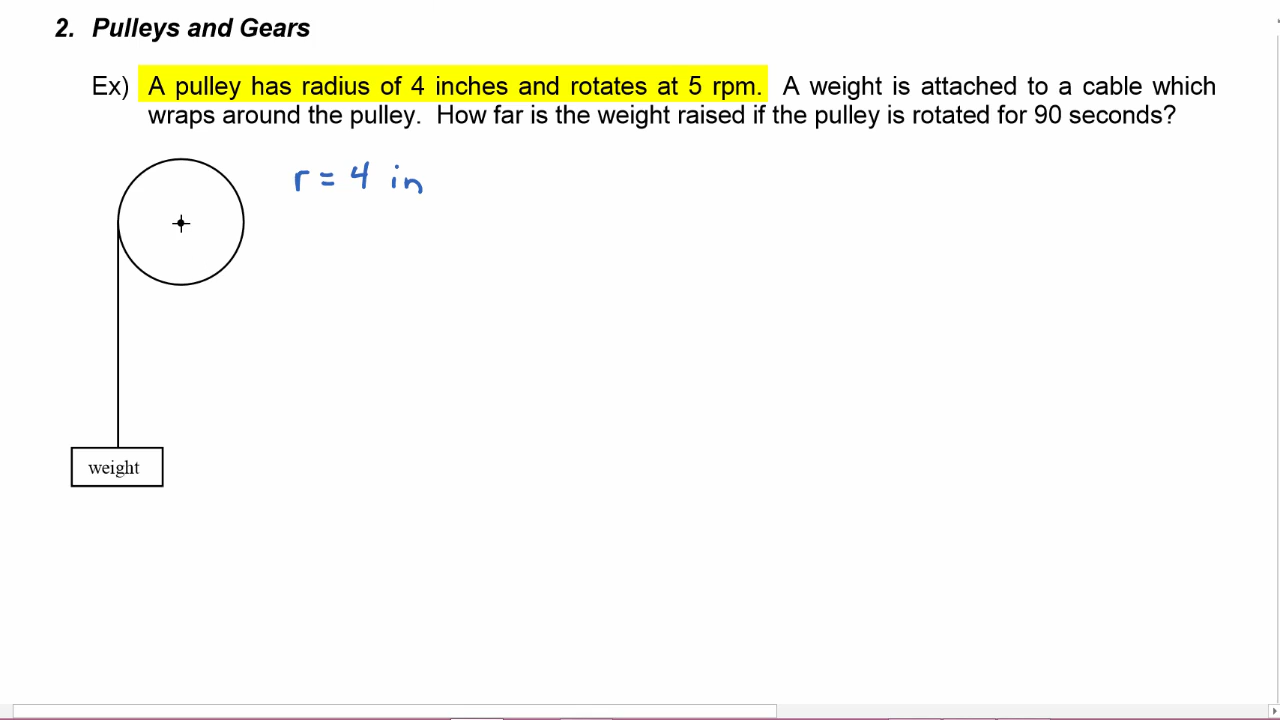 2. Pulleys and Gears
Ex) A pulley has radius of 4 inches and rotates at 5 rpm. A weight is attached to a cable which
wraps around the pulley. How far is the weight raised if the pulley is rotated for 90 seconds?
r = 4 in
weight